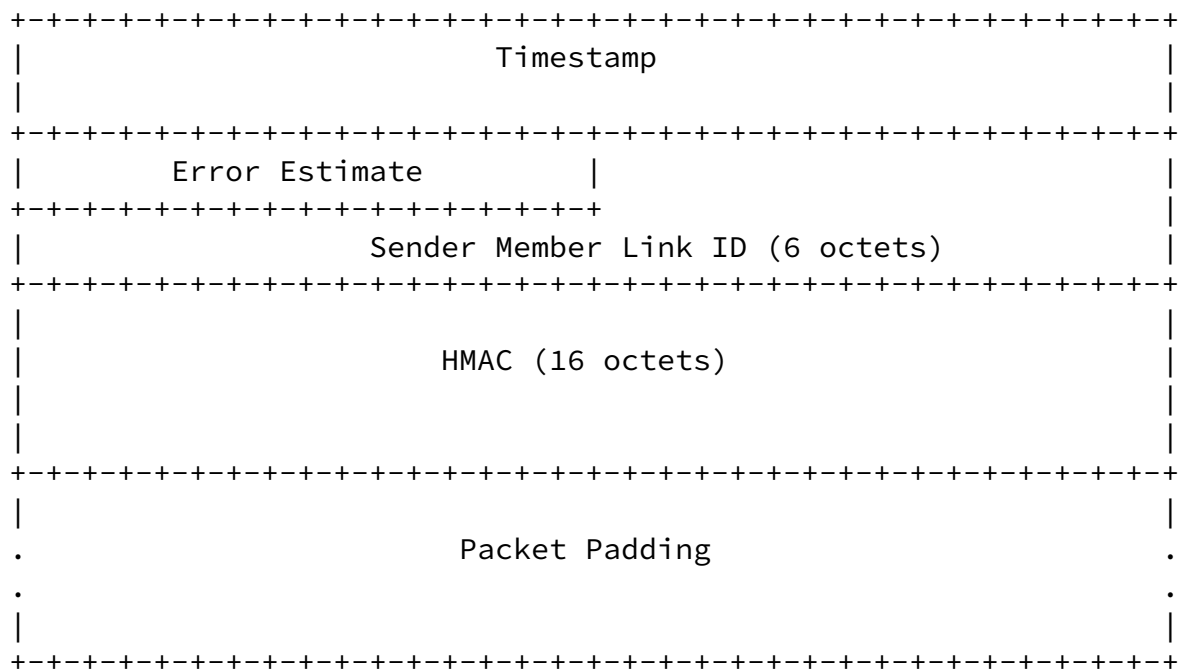 Timestamp
Error Estimate
Sender Member Link ID (6 octets)
HMAC (16 octets)
Packet Padding